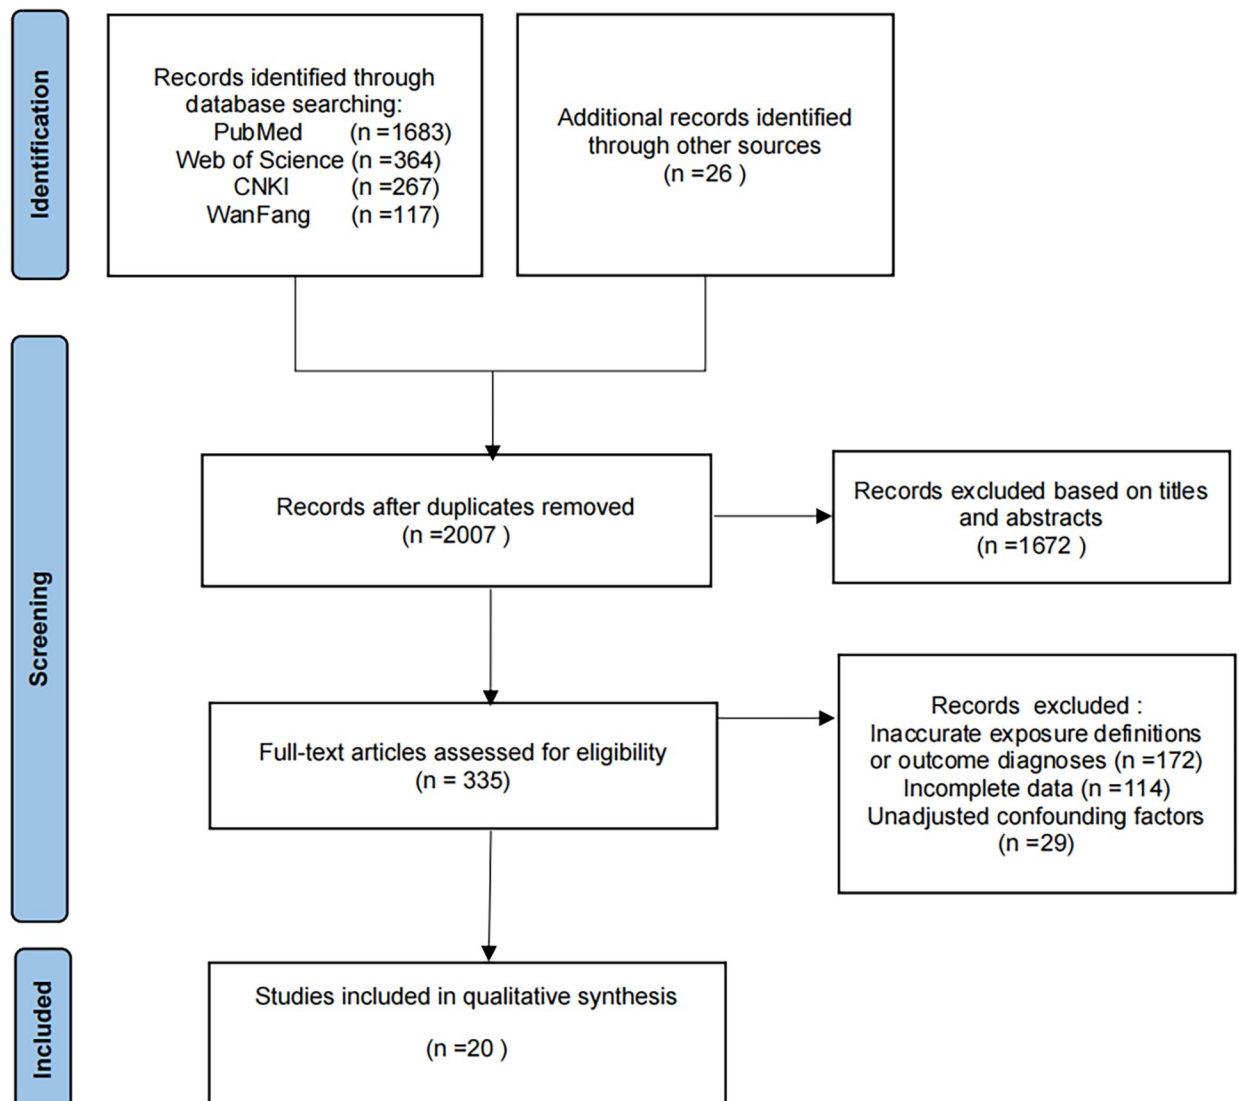 Identification
Records identified through
database searching:
PubMed (n =1683)
Web of Science (n =364)
CNKI (n =267)
WanFang (n =117)
Additional records identified
through other sources
(n =26 )
Screening
Records after duplicates removed
(n =2007 )
Records excluded based on titles
and abstracts
(n =1672 )
Full-text articles assessed for eligibility
(n = 335)
Records excluded :
Inaccurate exposure definitions
or outcome diagnoses (n =172)
Incomplete data (n =114)
Unadjusted confounding factors
(n =29)
Included
Studies included in qualitative synthesis
(n =20 )